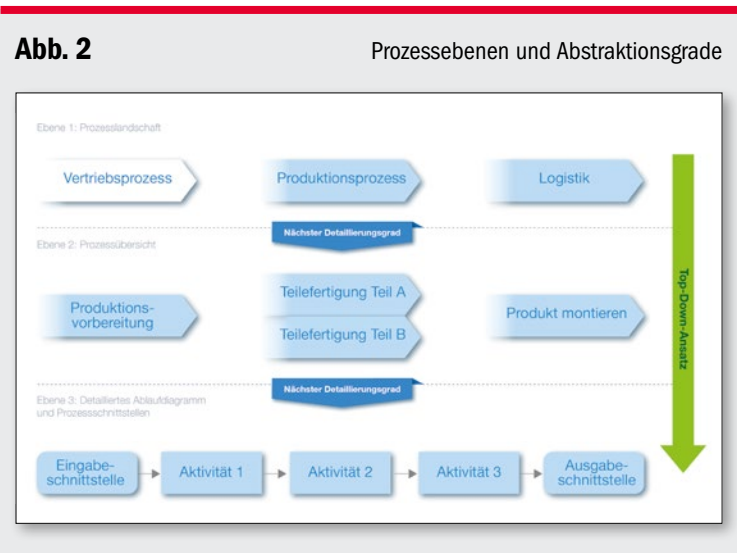 Abb. 2
Prozessebenen und Abstraktionsgrade
Ebene 1: Prozesslandschaft
Vertriebsprozess
Produktionsprozess
Logistik
Nächster Detaillierungsgrad
Ebene 2: Prozessübersicht
Produktions-
vorbereitung
Teilefertigung Teil A
Teilefertigung Teil B
Produkt montieren
Nächster Detaillierungsgrad
Ebene 3: Detailliertes Ablaufdiagramm
und Prozessschnittstellen
Eingabe-
schnittstelle
Aktivität 1
Aktivität 2
Aktivität 3
Ausgabe-
schnittstelle
Top-Down-Ansatz